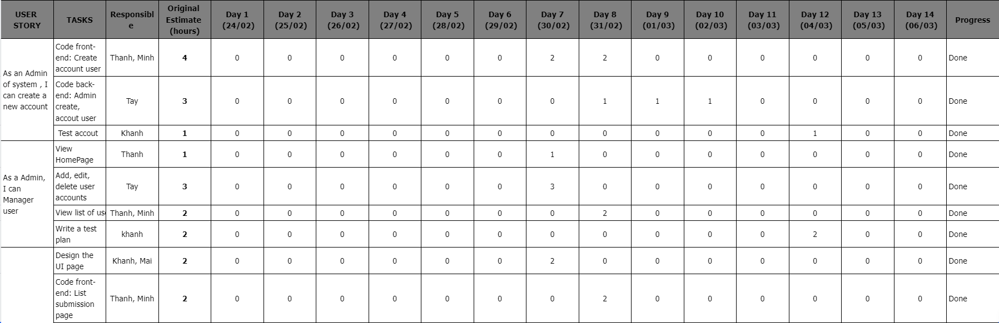 USER STORY	TASKS	Responsible	Original Estimate (hours)	Day 1 (24/02)	Day 2 (25/02)	Day 3 (26/02)	Day 4 (27/02)	Day 5 (28/02)	Day 6 (29/02)	Day 7 (30/02)	Day 8 (31/02)	Day 9 (01/03)	Day 10 (02/03)	Day 11 (03/03)	Day 12 (04/03)	Day 13 (05/03)	Day 14 (06/03)	Progress
As an Admin of system , I can create a new account	Code front-end: Create account user	Thanh, Minh	4	0	0	0	0	0	0	2	2	0	0	0	0	0	0	Done
Code back-end: Admin create, accout user	Tay	3	0	0	0	0	0	0	0	1	1	1	0	0	0	0	Done
Test accout	Khanh	1	0	0	0	0	0	0	0	0	0	0	0	1	0	0	Done
As a Admin, I can Manager user	View HomePage	Thanh	1	0	0	0	0	0	0	1	0	0	0	0	0	0	0	Done
Add, edit, delete user accounts	Tay	3	0	0	0	0	0	0	3	0	0	0	0	0	0	0	Done
View list of us	Thanh, Minh	2	0	0	0	0	0	0	0	2	0	0	0	0	0	0	Done
Write a test plan	khanh	2	0	0	0	0	0	0	0	0	0	0	0	2	0	0	Done
Design the UI page	Khanh, Mai	2	0	0	0	0	0	0	2	0	0	0	0	0	0	0	Done
Code front-end: List submission page	Thanh, Minh	2	0	0	0	0	0	0	0	2	0	0	0	0	0	0	Done